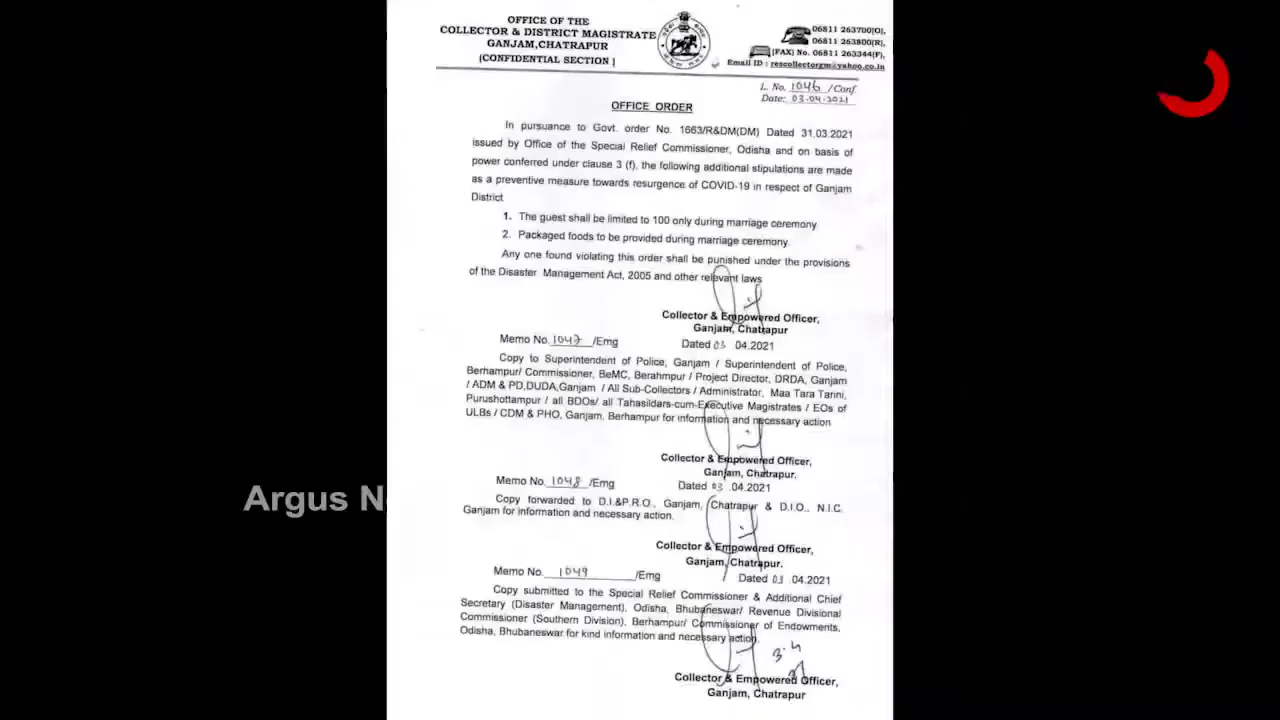 OFFICE OF THE
COLLECTOR & DISTRICT MAGISTRATE
GANJAM,CHATRAPUR
(CONFIDENTIAL SECTION )
06811 263700(O),
06811 263800(R),
(FAX) No. 06811 263344(F),
Email ID : rescollectorgm@yahoo.co.in
L. No. 1046 /Conf.
Date: 03-04-2021
OFFICE ORDER
In pursuance to Govt. order No. 1663/R&DM(DM) Dated 31.03.2021
issued by Office of the Special Relief Commissioner, Odisha and on basis of
power conferred under clause 3 (f), the following additional stipulations are made
as a preventive measure towards resurgence of COVID-19 in respect of Ganjam
District
1. The guest shall be limited to 100 only during marriage ceremony
2. Packaged foods to be provided during marriage ceremony.
Any one found violating this order shall be punished under the provisions
of the Disaster Management Act, 2005 and other relevant laws
Collector & Empowered Officer,
Ganjam, Chatrapur
Memo No. 1047 /Emg Dated 03 .04.2021
Copy to Superintendent of Police, Ganjam / Superintendent of Police,
Berhampur/ Commissioner, BeMC, Berahmpur / Project Director, DRDA, Ganjam
/ ADM & PD,DUDA,Ganjam / All Sub-Collectors / Administrator, Maa Tara Tarini,
Purushottampur / all BDOs/ all Tahasildars-cum-Executive Magistrates / EOs of
ULBs / CDM & PHO, Ganjam, Berhampur for information and necessary action
Collector & Empowered Officer,
Ganjam, Chatrapur.
Memo No. 1048 /Emg Dated 03 .04.2021
Copy forwarded to D.I.&P.R.O., Ganjam, Chatrapur & D.I.O., N.I.C.
Ganjam for information and necessary action.
Collector & Empowered Officer,
Ganjam, Chatrapur.
Memo No. 1049 /Emg Dated 03 .04.2021
Copy submitted to the Special Relief Commissioner & Additional Chief
Secretary (Disaster Management), Odisha, Bhubaneswar/ Revenue Divisional
Commissioner (Southern Division), Berhampur/ Commissioner of Endowments,
Odisha, Bhubaneswar for kind information and necessary action.
3.4
21
Collector & Empowered Officer,
Ganjam, Chatrapur
Argus N